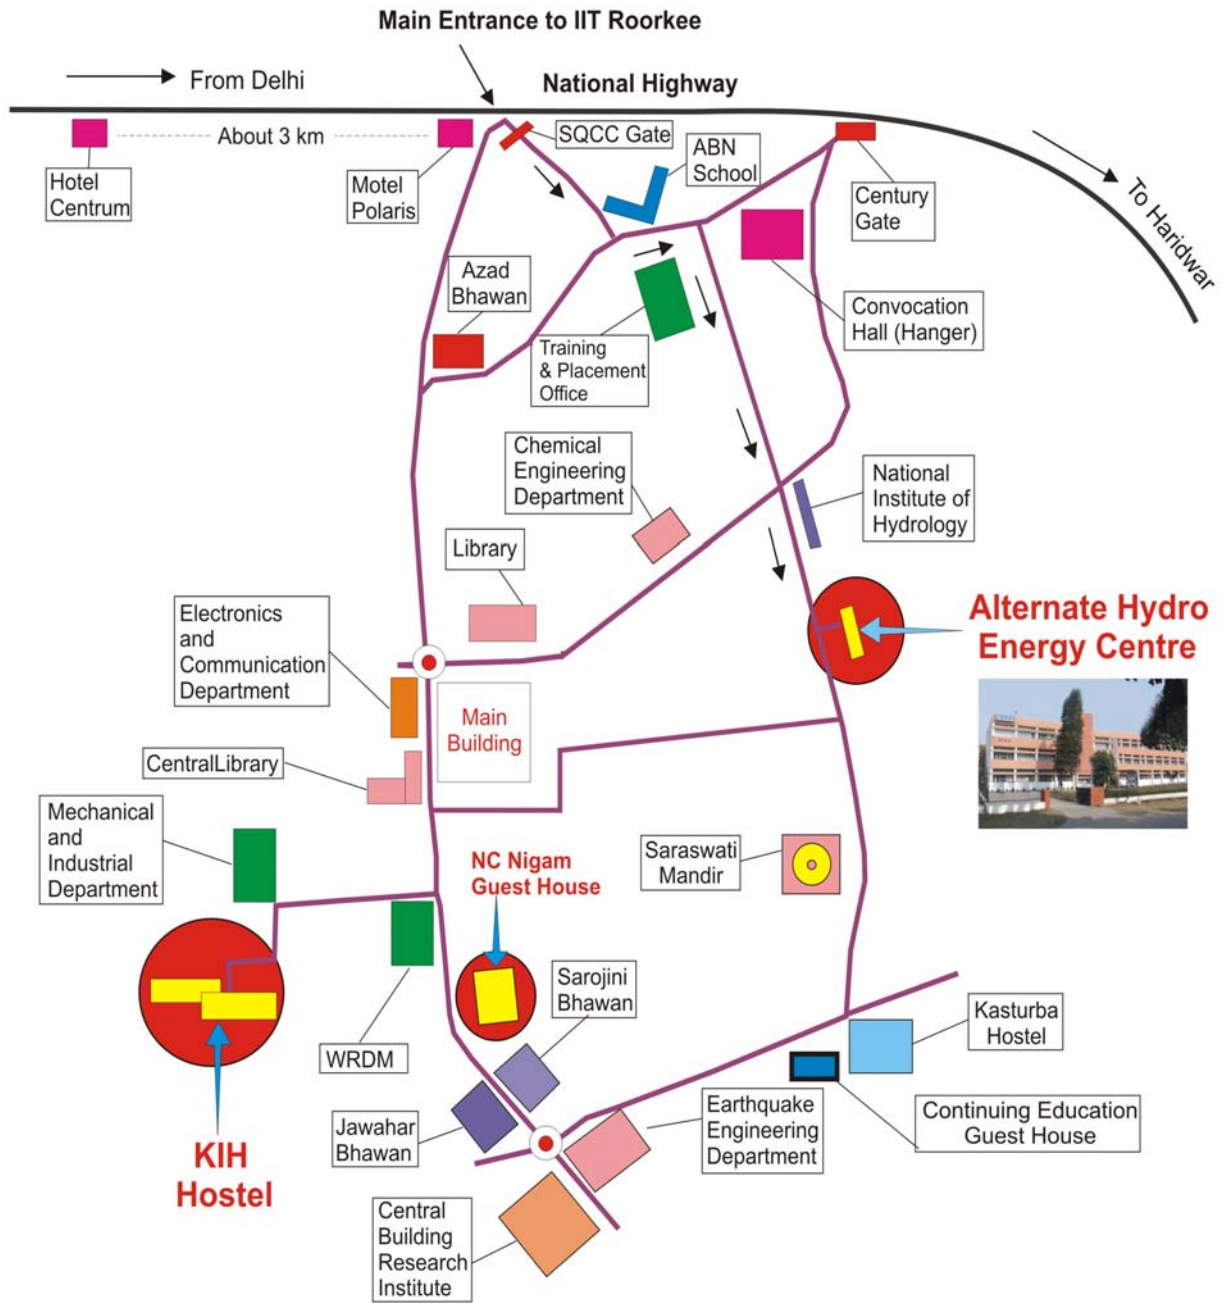 Main Entrance to IIT Roorkee
From Delhi
National Highway
About 3 km
SQCC Gate
ABN
School
Hotel
Centrum
Motel
Polaris
Century
Gate
To Haridwar
Azad
Bhawan
Convocation
Hall (Hanger)
Training
& Placement
Office
Chemical
Engineering
Department
National
Institute of
Hydrology
Library
Electronics
and
Communication
Department
Alternate Hydro
Energy Centre
Main
Building
CentralLibrary
Mechanical
and
Industrial
Department
NC Nigam
Guest House
Saraswati
Mandir
Sarojini
Bhawan
Kasturba
Hostel
WRDM
Jawahar
Bhawan
Earthquake
Engineering
Department
Continuing Education
Guest House
KIH
Hostel
Central
Building
Research
Institute